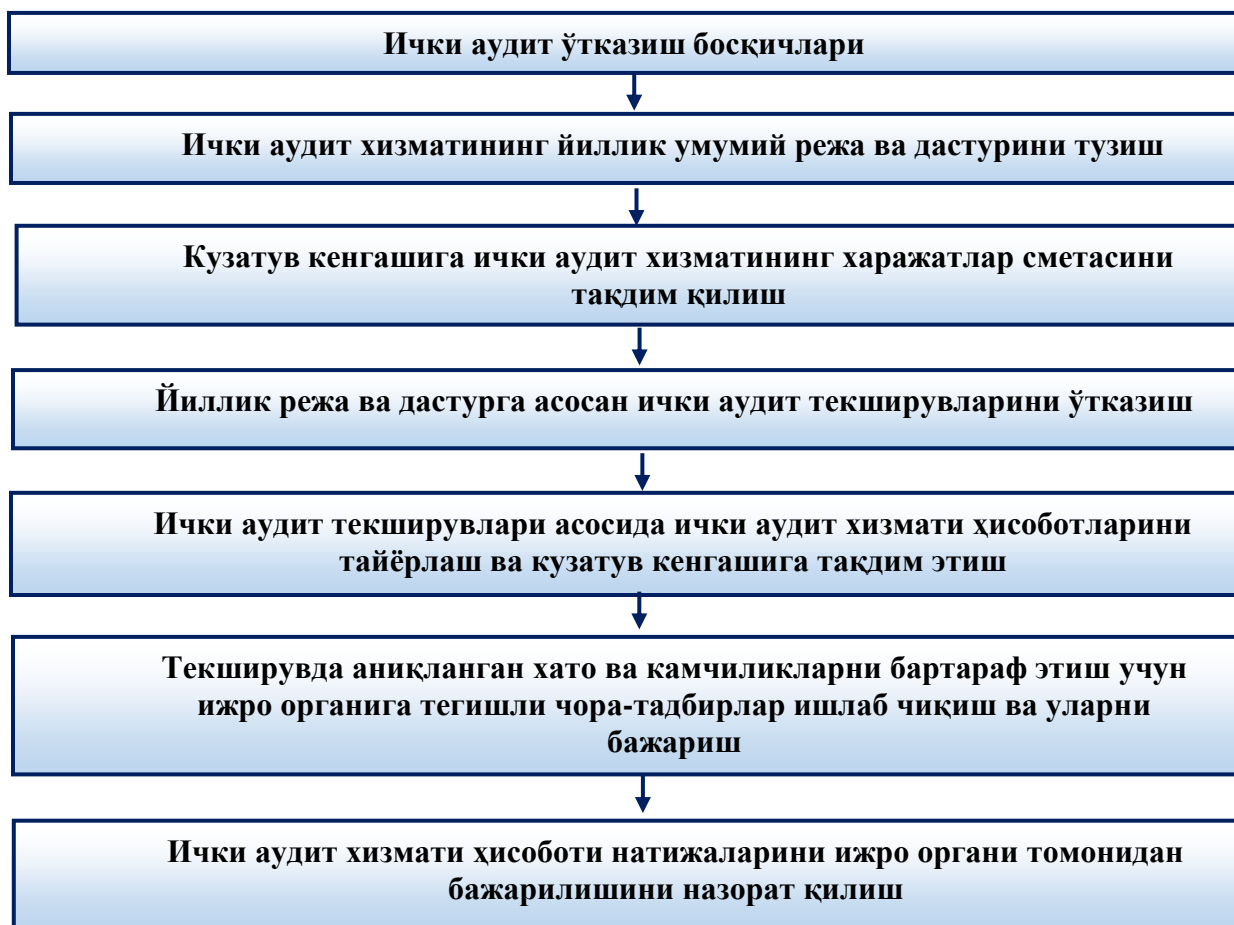 Ички аудит ўтказиш босқичлари
Ички аудит хизматининг йиллик умумий режа ва дастурини тузиш
Кузатув кенгашига ички аудит хизматининг харажатлар сметасини
тақдим қилиш
Йиллик режа ва дастурга асосан ички аудит текширувларини ўтказиш
Ички аудит текширувлари асосида ички аудит хизмати ҳисоботларини
тайёрлаш ва кузатув кенгашига тақдим этиш
Текширувда аниқланган хато ва камчиликларни бартараф этиш учун
ижро органига тегишли чора-тадбирлар ишлаб чиқиш ва уларни
бажариш
Ички аудит хизмати ҳисоботи натижаларини ижро органи томонидан
бажарилишини назорат қилиш